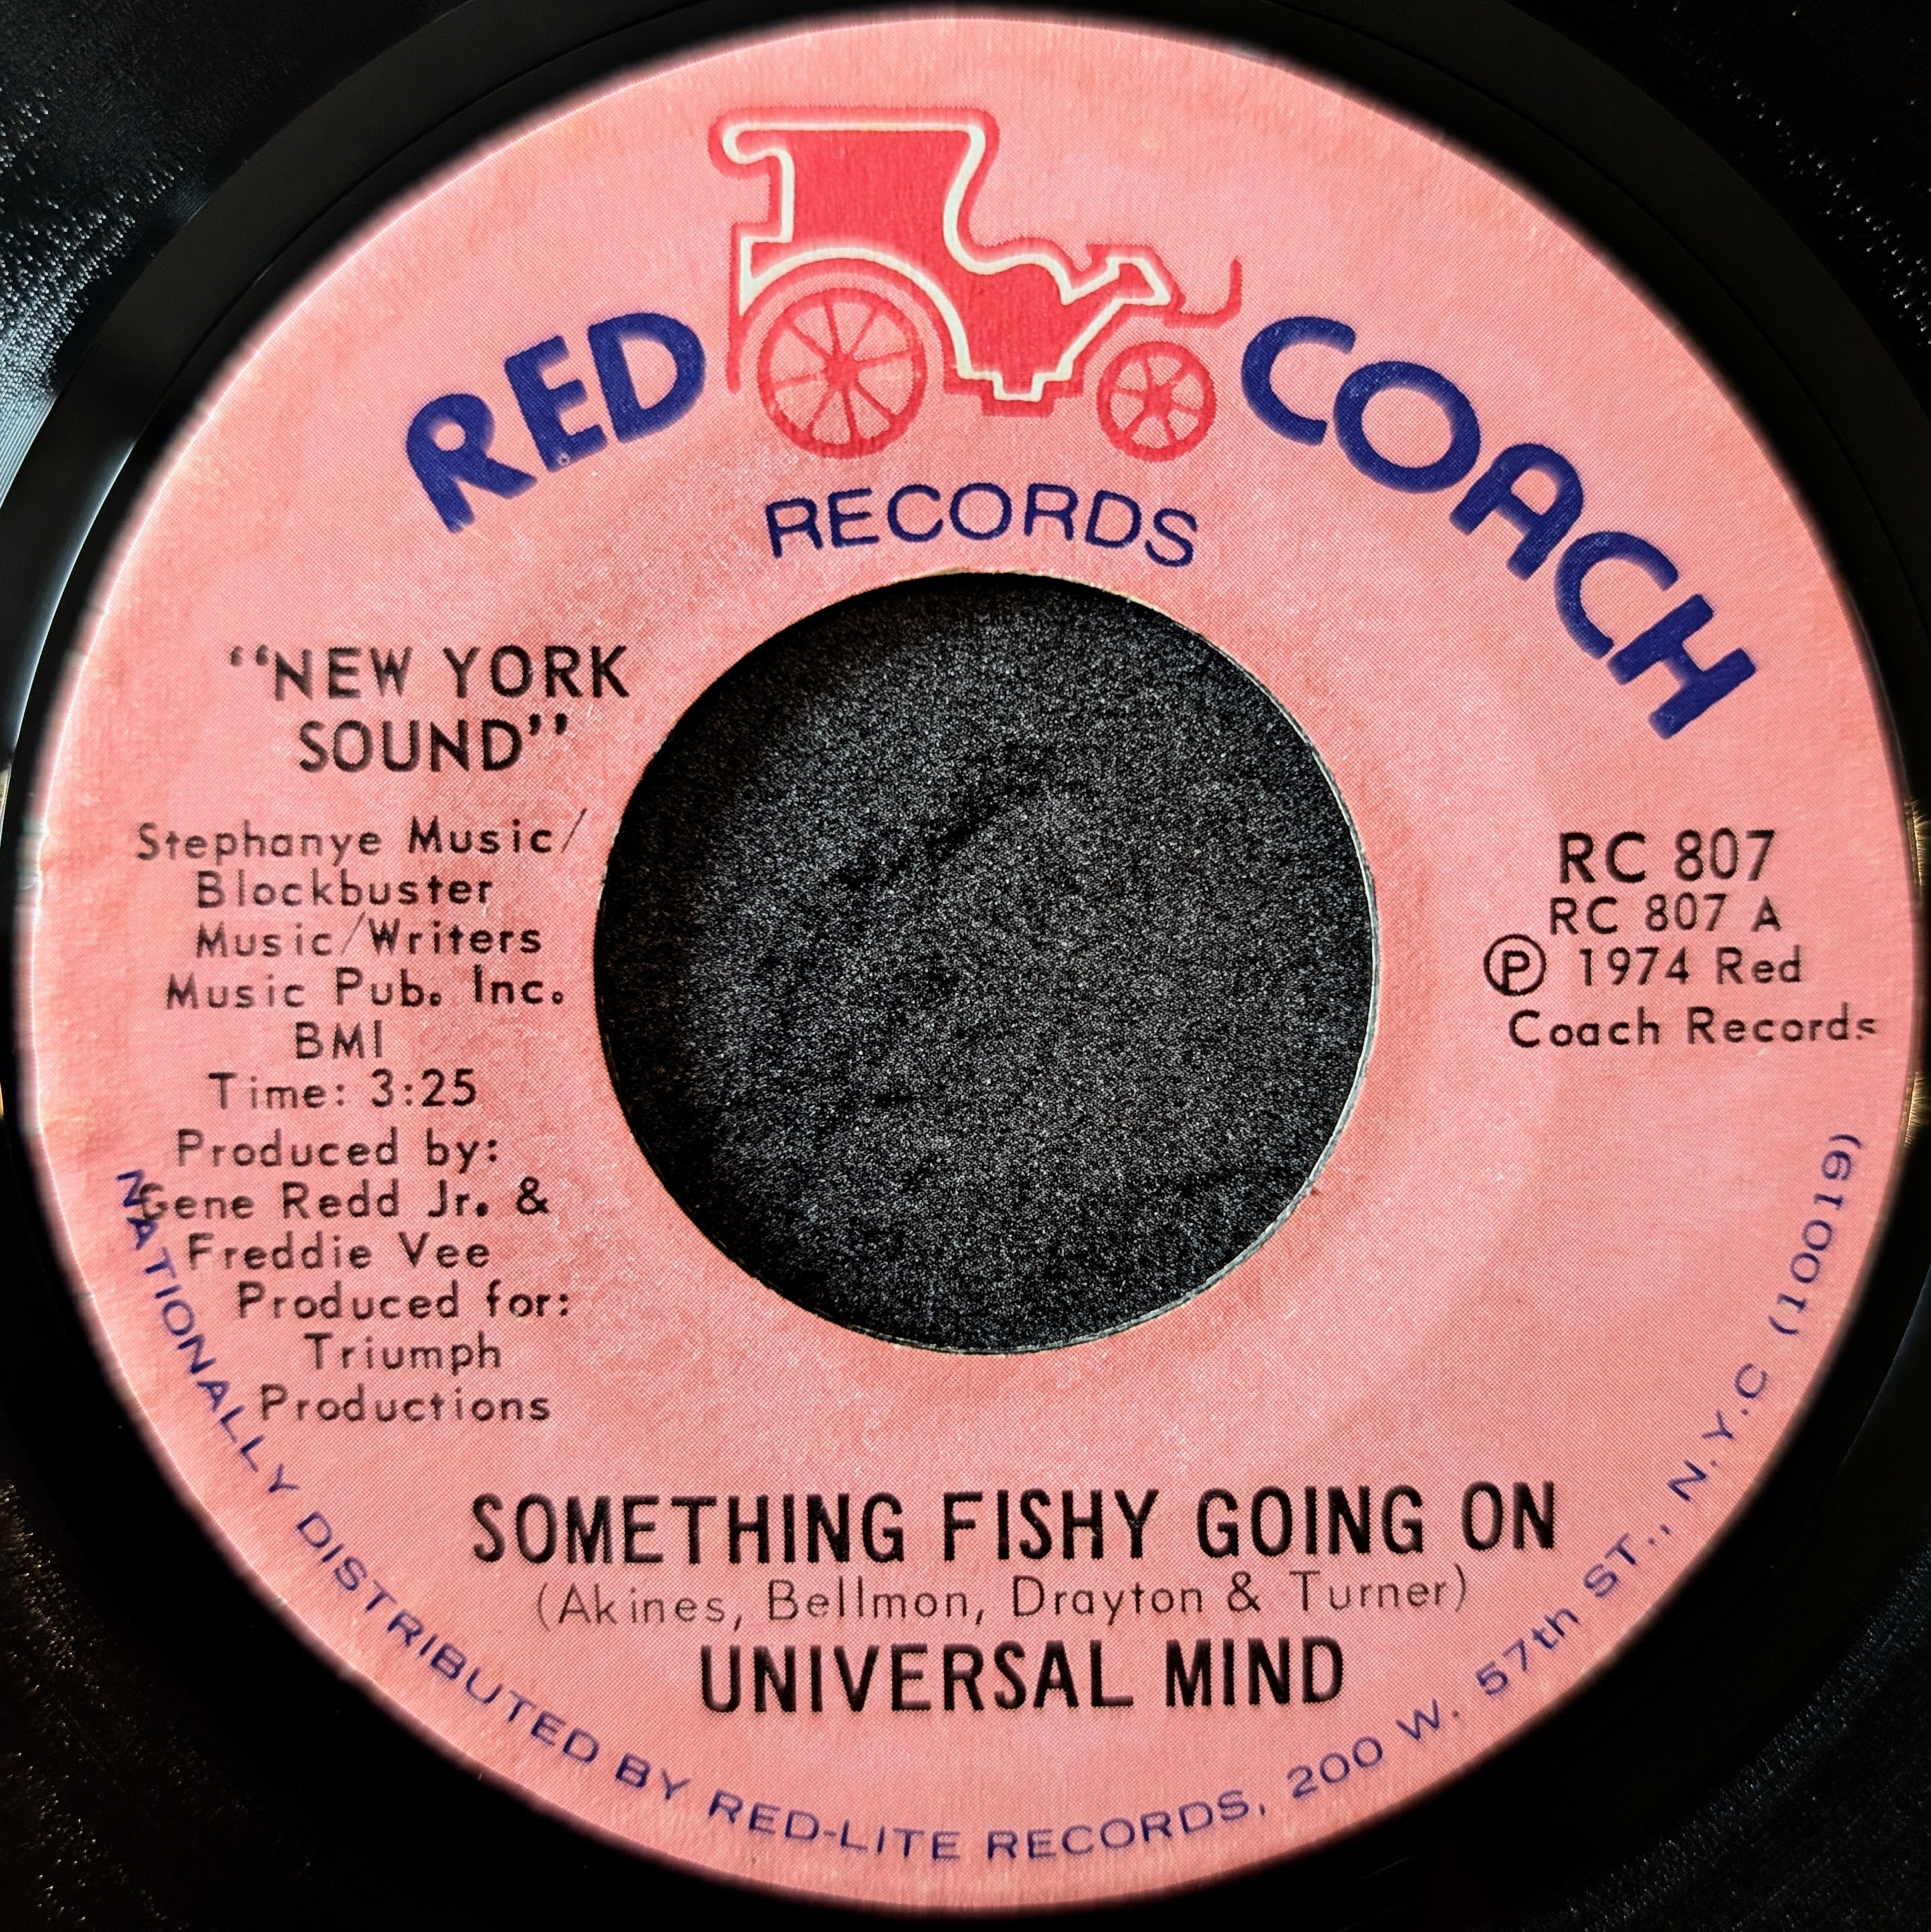 RED COACH
RECORDS
"NEW YORK
SOUND"
Stephanye Music/
Blockbuster
Music/Writers
Music Pub. Inc.
BMI
Time: 3:25
Produced by:
Gene Redd Jr. &
Freddie Vee
Produced for:
Triumph
Productions
RC 807
RC 807 A
Ⓟ 1974 Red
Coach Records
SOMETHING FISHY GOING ON
(Akines, Bellmon, Drayton & Turner)
UNIVERSAL MIND
NATIONALLY DISTRIBUTED BY RED-LITE RECORDS, 200 W. 57th ST., N.Y.C (10019)